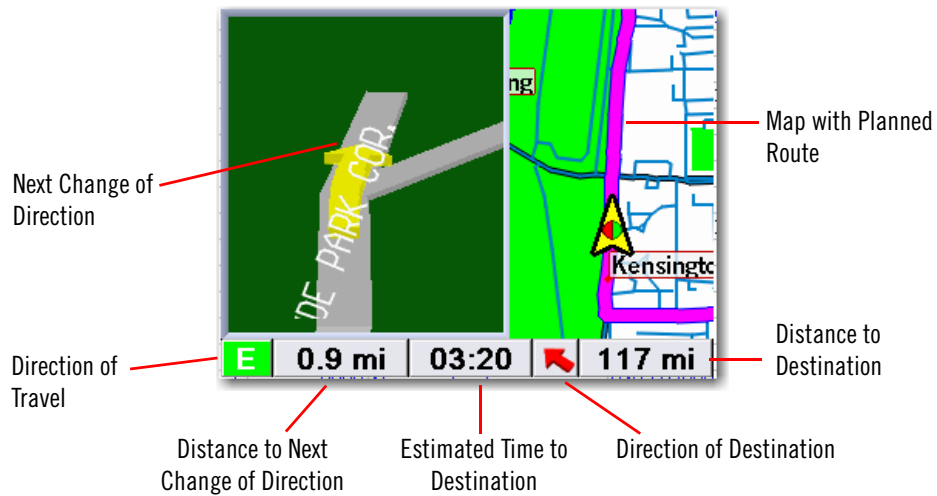 ng
Map with Planned
Route
DE PARK COR.
Next Change of
Direction
Kensingtc
E
0.9 mi
03:20
117 mi
Distance to
Destination
Direction of
Travel
Distance to Next
Change of Direction
Estimated Time to
Destination
Direction of Destination